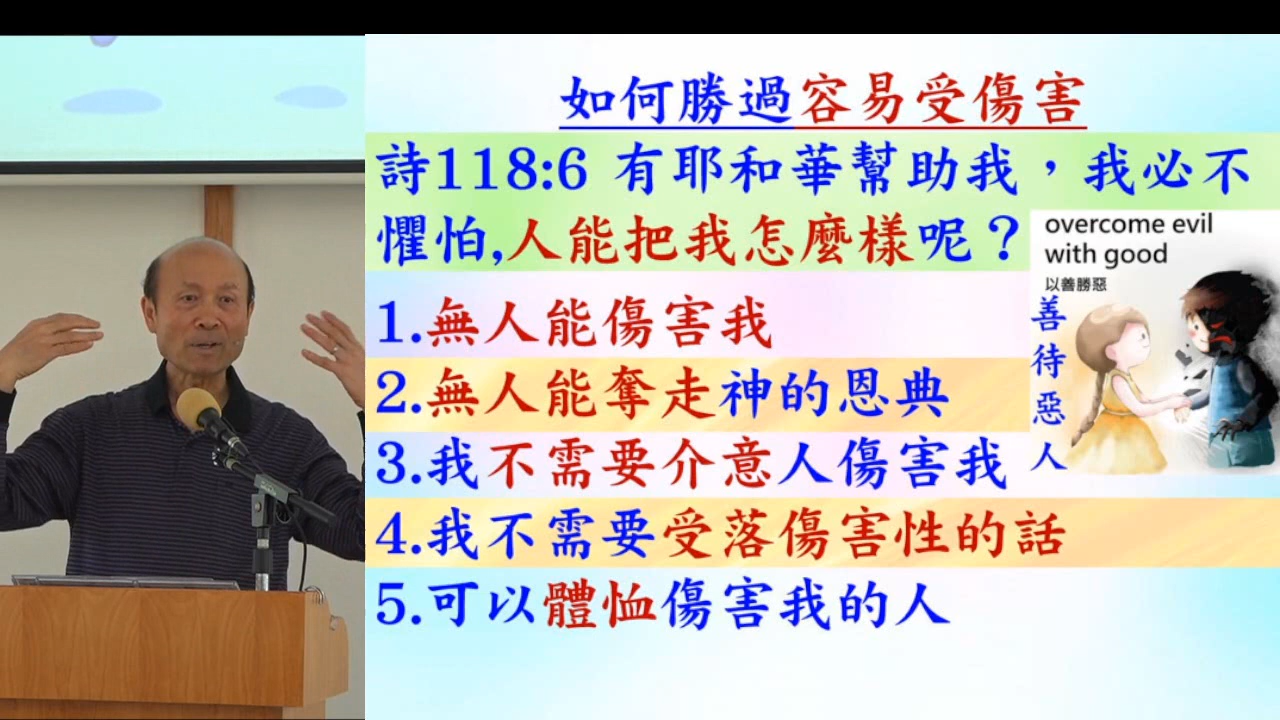 如何勝過容易受傷害
詩118:6 有耶和華幫助我，我必不
懼怕,人能把我怎麼樣呢？
1.無人能傷害我
2.無人能奪走神的恩典
3.我不需要介意人傷害我
4.我不需要受落傷害性的話
5.可以體恤傷害我的人
overcome evil
with good
以善勝惡
善待惡人